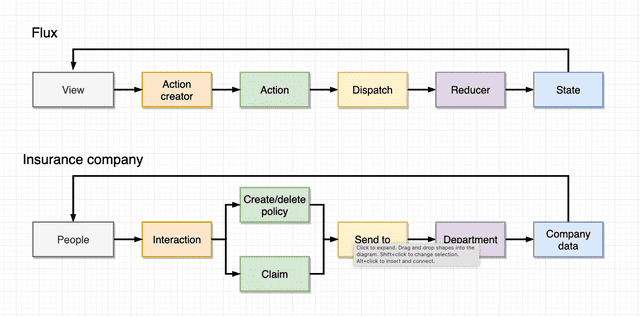 Flux
View
Action
creator
Action
Dispatch
Reducer
State
Insurance company
People
Interaction
Create/delete
policy
Claim
Send to
Department
Company
data
Click to expand. Drag and drop shapes into the
diagram. Shift+click to change selection.
Alt+click to insert and connect.